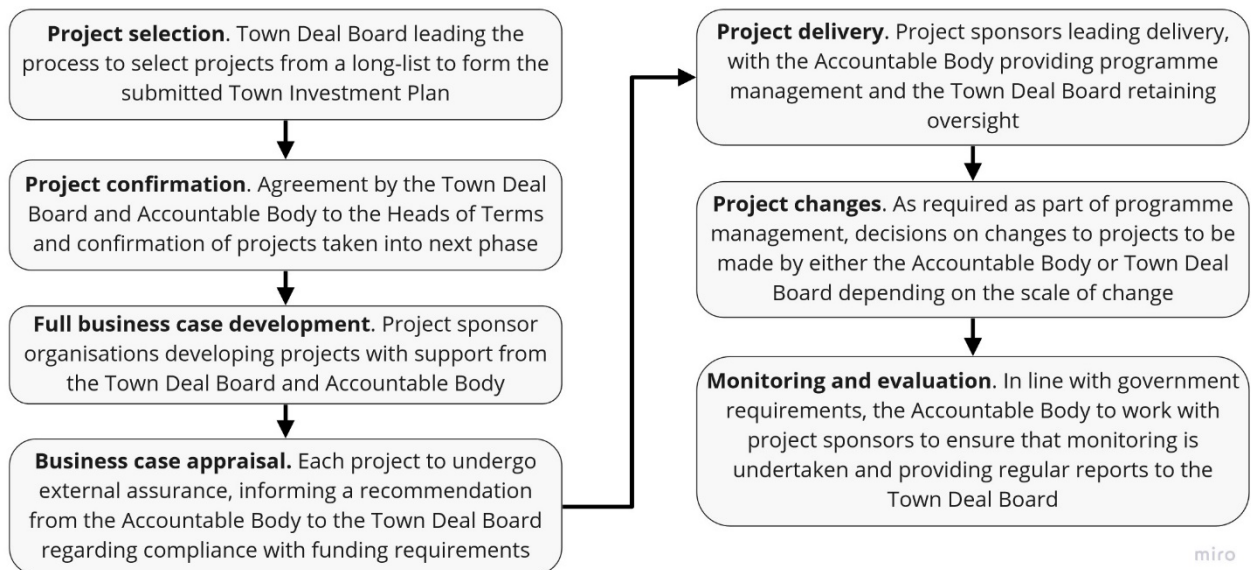 Project selection. Town Deal Board leading the
process to select projects from a long-list to form the
submitted Town Investment Plan
Project confirmation. Agreement by the Town Deal
Board and Accountable Body to the Heads of Terms
and confirmation of projects taken into next phase
Full business case development. Project sponsor
organisations developing projects with support from
the Town Deal Board and Accountable Body
Business case appraisal. Each project to undergo
external assurance, informing a recommendation
from the Accountable Body to the Town Deal Board
regarding compliance with funding requirements
Project delivery. Project sponsors leading delivery,
with the Accountable Body providing programme
management and the Town Deal Board retaining
oversight
Project changes. As required as part of programme
management, decisions on changes to projects to be
made by either the Accountable Body or Town Deal
Board depending on the scale of change
Monitoring and evaluation. In line with government
requirements, the Accountable Body to work with
project sponsors to ensure that monitoring is
undertaken and providing regular reports to the
Town Deal Board
miro